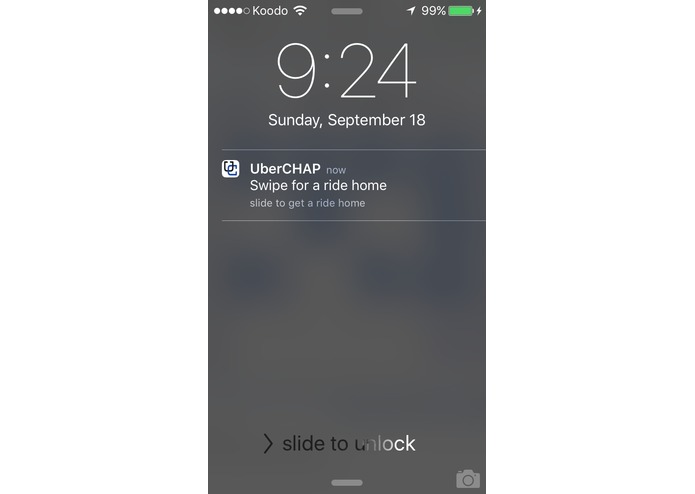 Koodo 99%
9:24
Sunday, September 18
UberCHAP now
Swipe for a ride home
slide to get a ride home
> slide to unlock